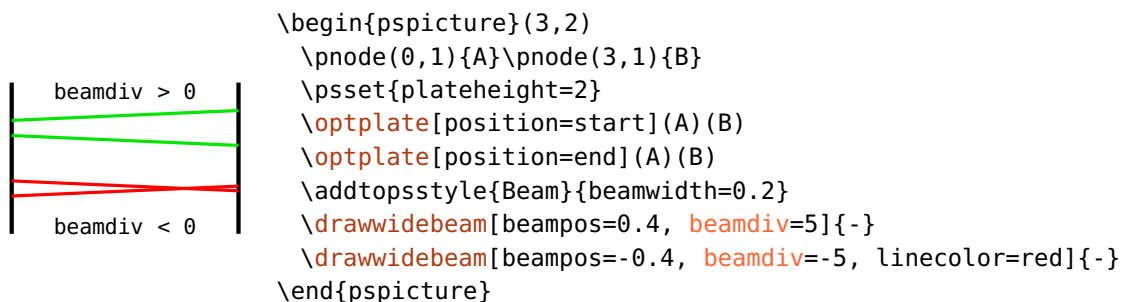 beamdiv > 0
beamdiv < 0
\begin{pspicture}(3,2)
  \pnode(0,1){A}\pnode(3,1){B}
  \psset{plateheight=2}
  \optplate[position=start](A)(B)
  \optplate[position=end](A)(B)
  \addtopsstyle{Beam}{beamwidth=0.2}
  \drawwidebeam[beampos=0.4, beamdiv=5]{-}
  \drawwidebeam[beampos=-0.4, beamdiv=-5, linecolor=red]{-}
\end{pspicture}